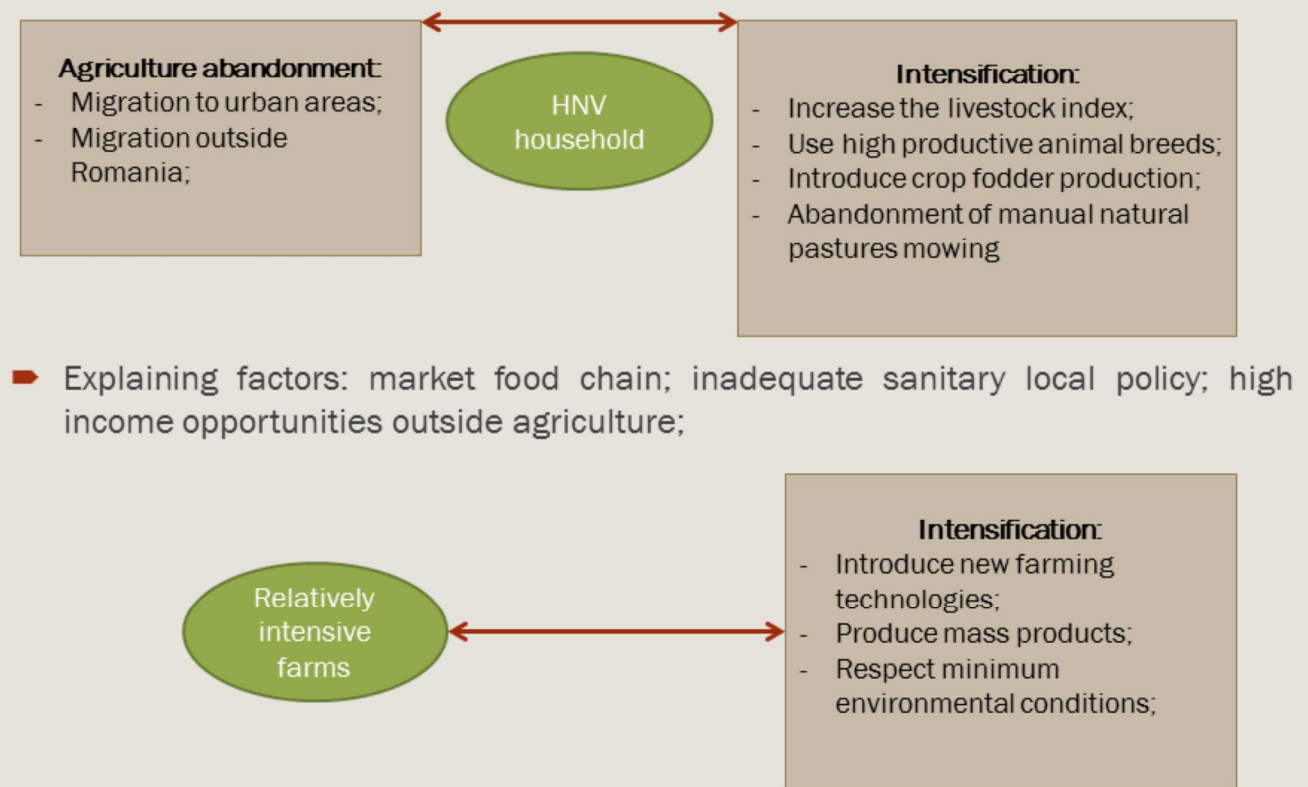 Agriculture abandonment:
- Migration to urban areas;
- Migration outside
Romania;
HNV
household
Intensification:
- Increase the livestock index;
- Use high productive animal breeds;
- Introduce crop fodder production;
- Abandonment of manual natural
pastures mowing
Explaining factors: market food chain; inadequate sanitary local policy; high
income opportunities outside agriculture;
Relatively
intensive
farms
Intensification:
- Introduce new farming
technologies;
- Produce mass products;
- Respect minimum
environmental conditions;